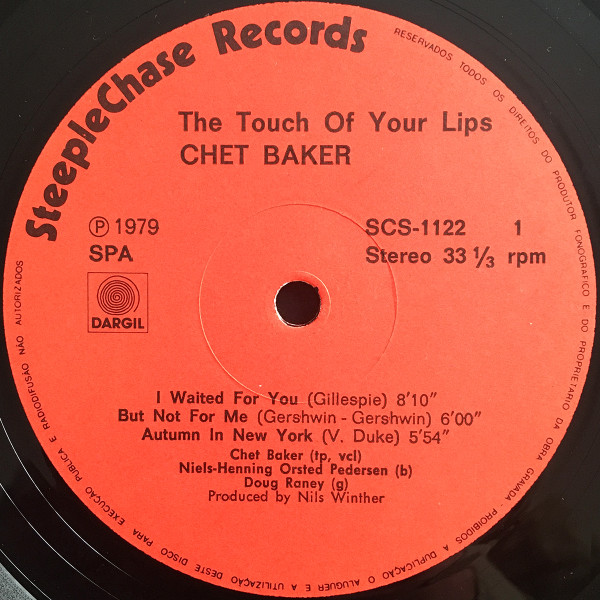 SteepleChase Records
RESERVADOS TODOS OS DIREITOS DO PRODUTOR FONOGRAFICO E DO PROPRIETARIO DA OBRA GRAVADA - PROIBIDOS A DUPLICAÇÃO O ALUGUER E A UTILIZAÇÃO DESTE DISCO PARA EXECUÇÃO PUBLICA E RADIODIFUSÃO NÃO AUTORIZADOS
The Touch Of Your Lips
CHET BAKER
Ⓟ 1979
SPA
DARGIL
SCS-1122 1
Stereo 33 1/3 rpm
I Waited For You (Gillespie) 8'10"
But Not For Me (Gershwin - Gershwin) 6'00"
Autumn In New York (V. Duke) 5'54"
Chet Baker (tp, vcl)
Niels-Henning Orsted Pedersen (b)
Doug Raney (g)
Produced by Nils Winther